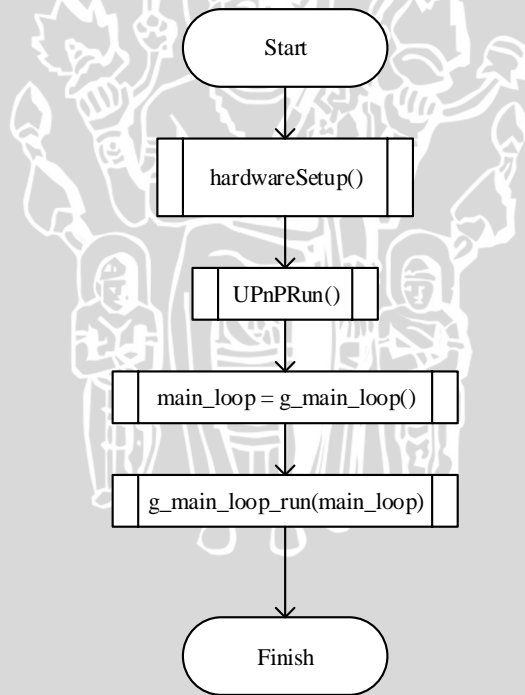 Start
hardwareSetup()
UPnPRun()
main_loop = g_main_loop()
g_main_loop_run(main_loop)
Finish